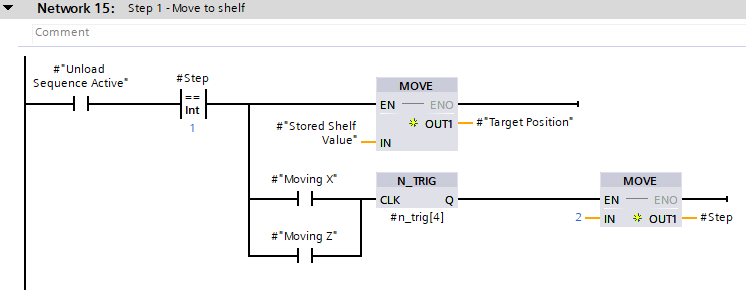 Network 15: Step 1 - Move to shelf
Comment
#"Unload
Sequence Active"
#Step
==
Int
1
MOVE
EN ENO
OUT1
#"Target Position"
#"Stored Shelf
Value"
IN
#"Moving X"
N_TRIG
CLK Q
#n_trig[4]
#"Moving Z"
MOVE
EN ENO
2
IN OUT1
#Step